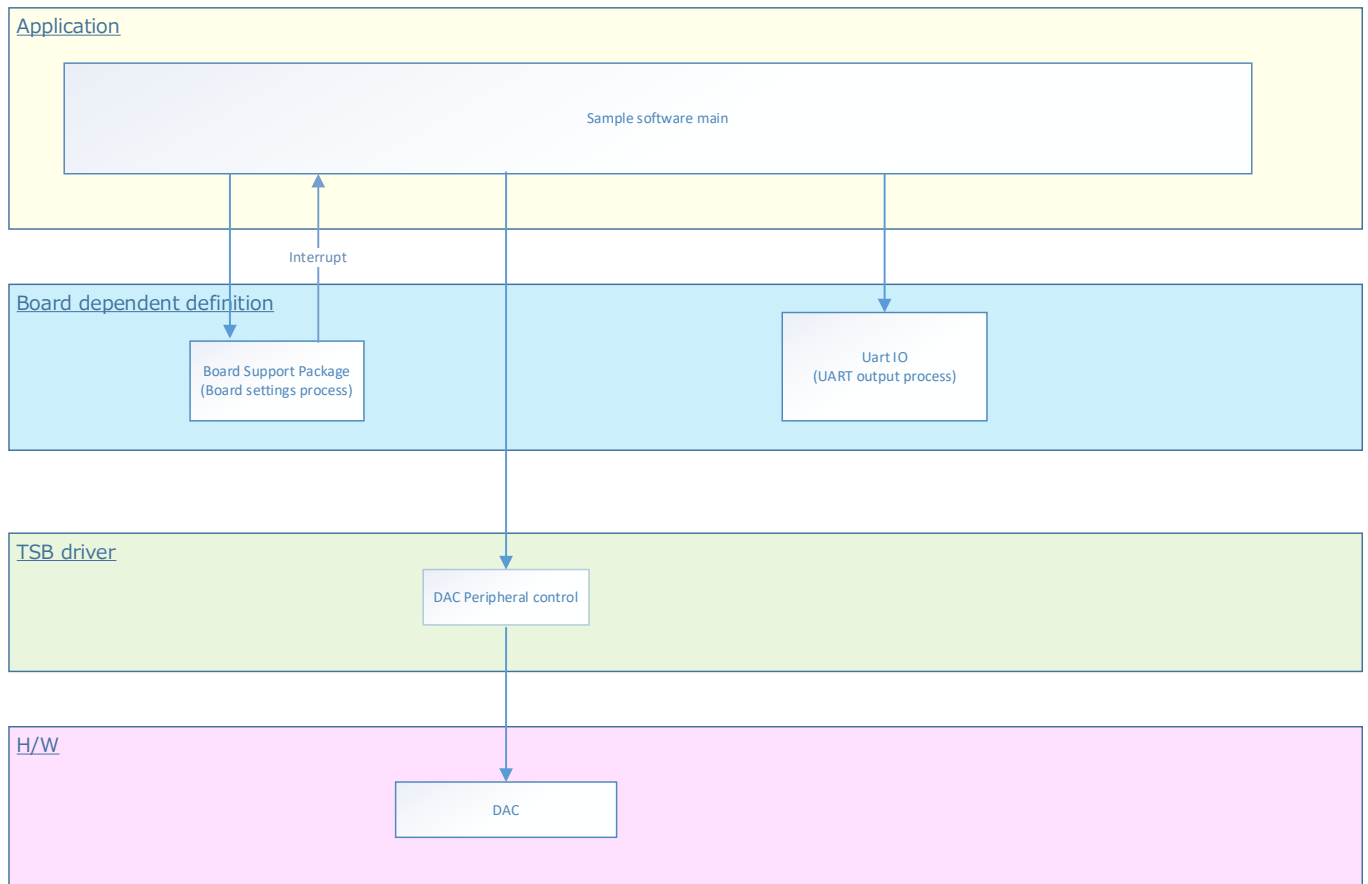 Application
Sample software main
Interrupt
Board dependent definition
Board Support Package
(Board settings process)
Uart IO
(UART output process)
TSB driver
DAC Peripheral control
H/W
DAC